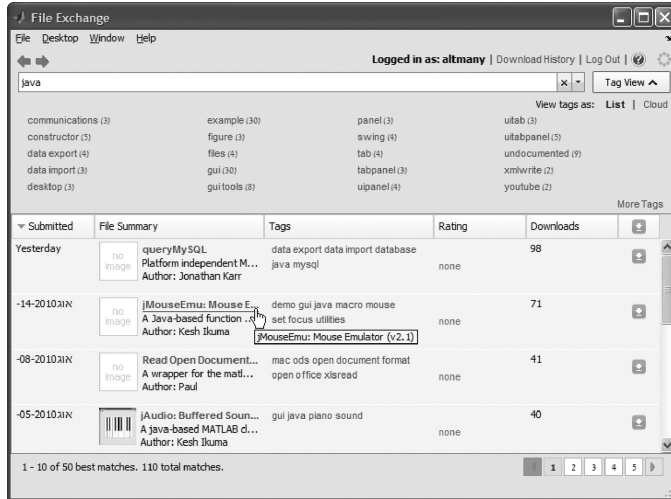 File Exchange
File Desktop Window Help
Logged in as: altmany | Download History | Log Out |
java
Tag View
View tags as: List | Cloud
communications (3) example (30) panel (3) uitab (3)
constructor (5) figure (3) swing (4) uitabpanel (5)
data export (4) files (4) tab (4) undocumented (9)
data import (3) gui (30) tabpanel (3) xmlwrite (2)
desktop (3) gui tools (8) uipanel (4) youtube (2)
More Tags
Submitted File Summary Tags Rating Downloads
Yesterday
no image
queryMySQL
Platform independent M...
Author: Jonathan Karr
data export data import database
java mysql
none
98
-14-אוג2010
no image
jMouseEmu: Mouse E...
A Java-based function ...
Author: Kesh Ikuma
demo gui java macro mouse
set focus utilities
none
71
jMouseEmu: Mouse Emulator (v2.1)
-08-אוג2010
no image
Read Open Document...
A wrapper for the matl...
Author: Paul
mac ods open document format
open office xlsread
none
41
-05-אוג2010
jAudio: Buffered Soun...
A java-based MATLAB cl...
Author: Kesh Ikuma
gui java piano sound
none
40
1 - 10 of 50 best matches. 110 total matches.
1 2 3 4 5